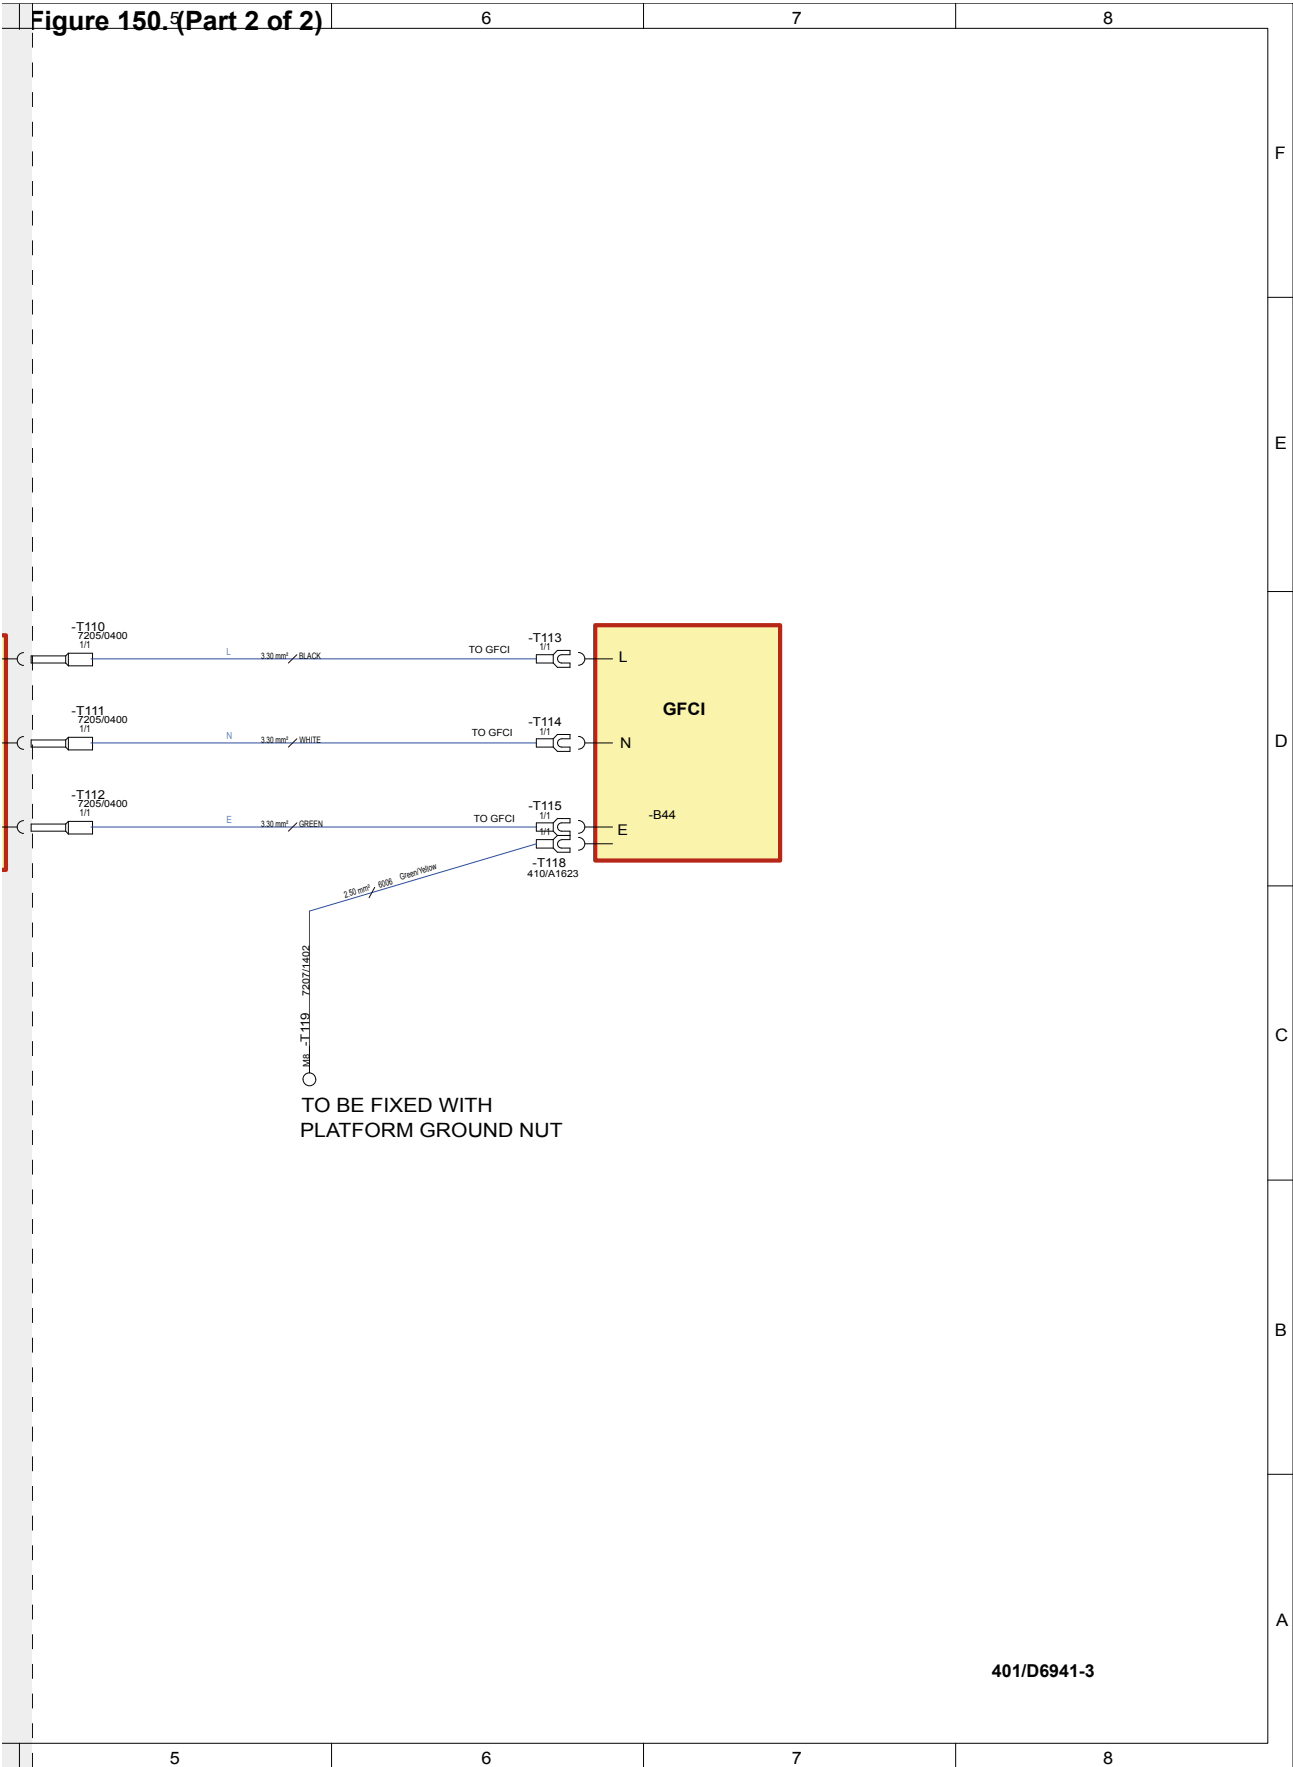 Figure 150. (Part 2 of 2)
5
6
7
8
F
E
D
C
B
A
-T110
7205/0400
1/1
L
3.30 mm² BLACK
TO GFCI
-T113
1/1
L
GFCI
-T111
7205/0400
1/1
N
3.30 mm² WHITE
TO GFCI
-T114
1/1
N
-T112
7205/0400
1/1
E
3.30 mm² GREEN
TO GFCI
-T115
1/1
1/1
E
-B44
-T118
410/A1623
2.50 mm² 6006 Green/Yellow
M8 -T119 7207/1402
TO BE FIXED WITH
PLATFORM GROUND NUT
401/D6941-3
5
6
7
8